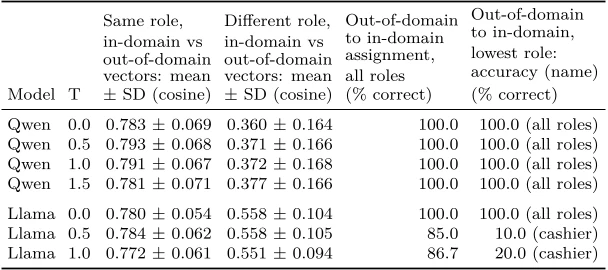 Model T Same role, in-domain vs out-of-domain vectors: mean ± SD (cosine) Different role, in-domain vs out-of-domain vectors: mean ± SD (cosine) Out-of-domain to in-domain assignment, all roles (% correct) Out-of-domain to in-domain, lowest role: accuracy (name) (% correct)
Qwen 0.0 0.783 ± 0.069 0.360 ± 0.164 100.0 100.0 (all roles)
Qwen 0.5 0.793 ± 0.068 0.371 ± 0.166 100.0 100.0 (all roles)
Qwen 1.0 0.791 ± 0.067 0.372 ± 0.168 100.0 100.0 (all roles)
Qwen 1.5 0.781 ± 0.071 0.377 ± 0.166 100.0 100.0 (all roles)
Llama 0.0 0.780 ± 0.054 0.558 ± 0.104 100.0 100.0 (all roles)
Llama 0.5 0.784 ± 0.062 0.558 ± 0.105 85.0 10.0 (cashier)
Llama 1.0 0.772 ± 0.061 0.551 ± 0.094 86.7 20.0 (cashier)